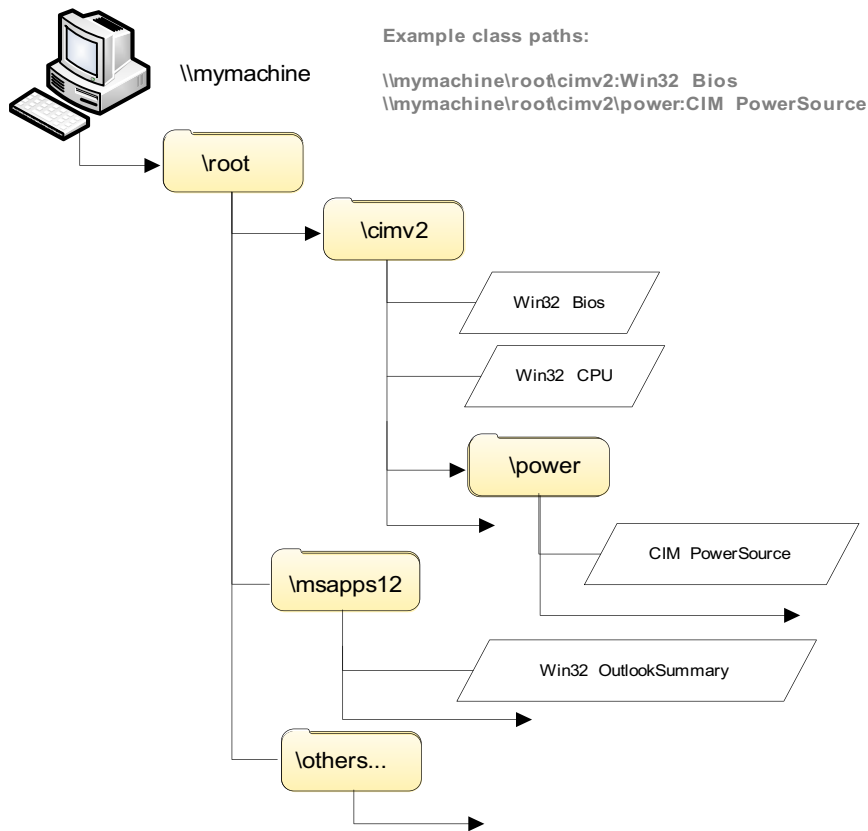 \\mymachine
Example class paths:
\\mymachine\root\cimv2:Win32 Bios
\\mymachine\root\cimv2\power:CIM PowerSource
\root
\cimv2
Win32 Bios
Win32 CPU
\power
CIM PowerSource
\msapps12
Win32 OutlookSummary
\others...